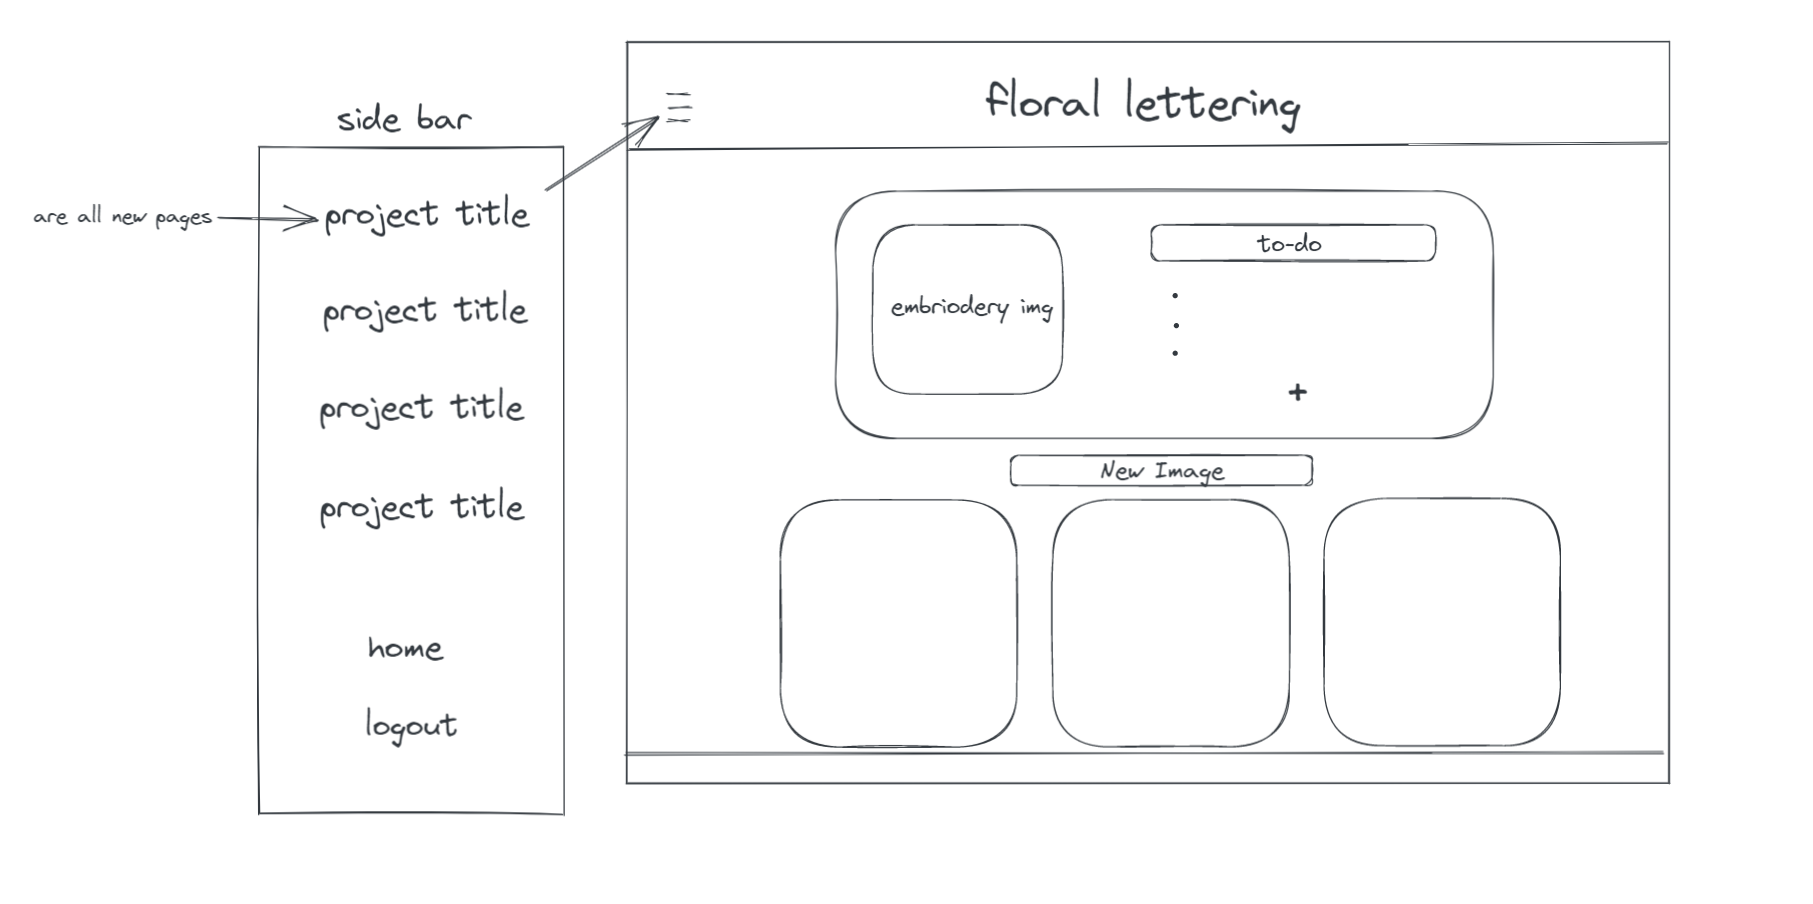 side bar
are all new pages
project title
project title
project title
project title
home
logout
floral lettering
embriodery img
to-do
+
New Image